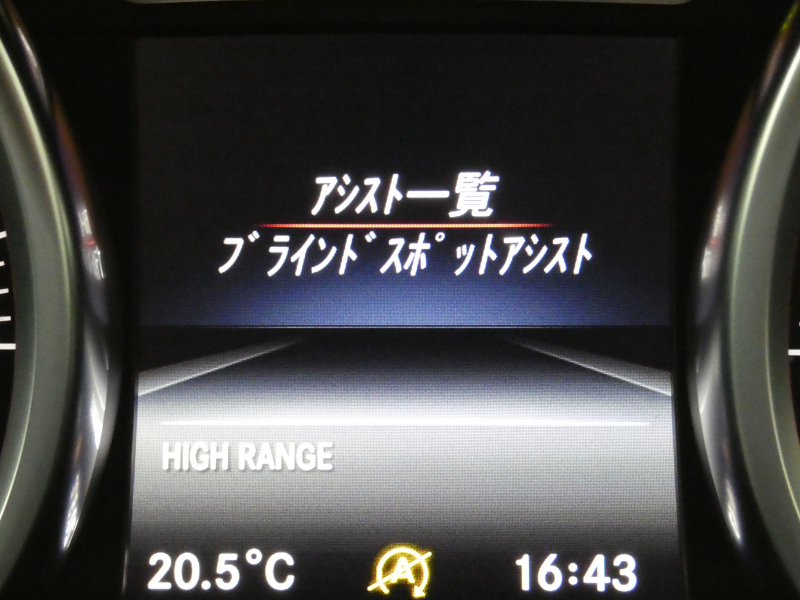 アシスト一覧
ブラインドスポットアシスト
HIGH RANGE
20.5°C
A
16:43